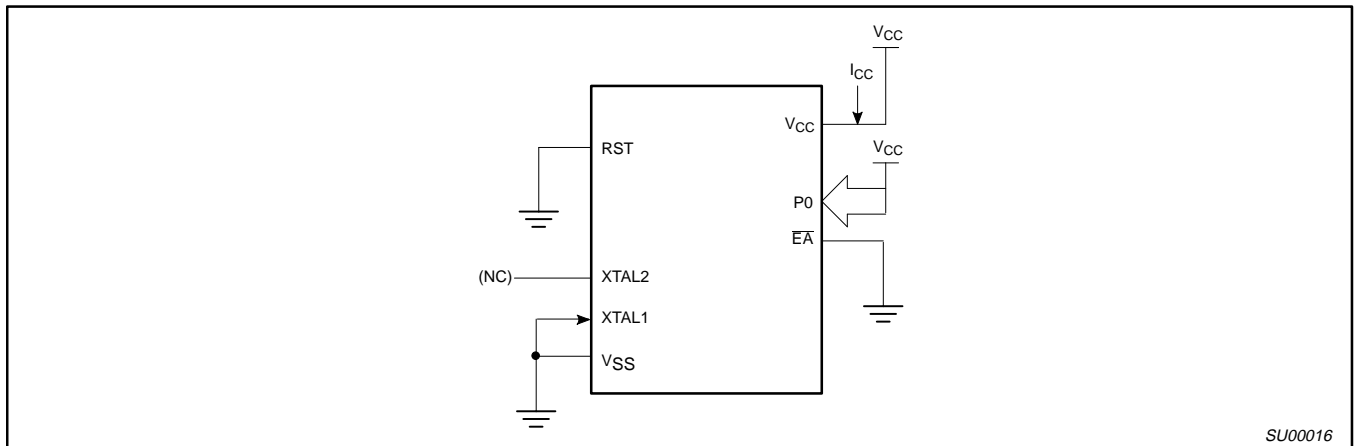 VCC
ICC
VCC
RST
VCC
P0
EA
(NC)
XTAL2
XTAL1
VSS
SU00016